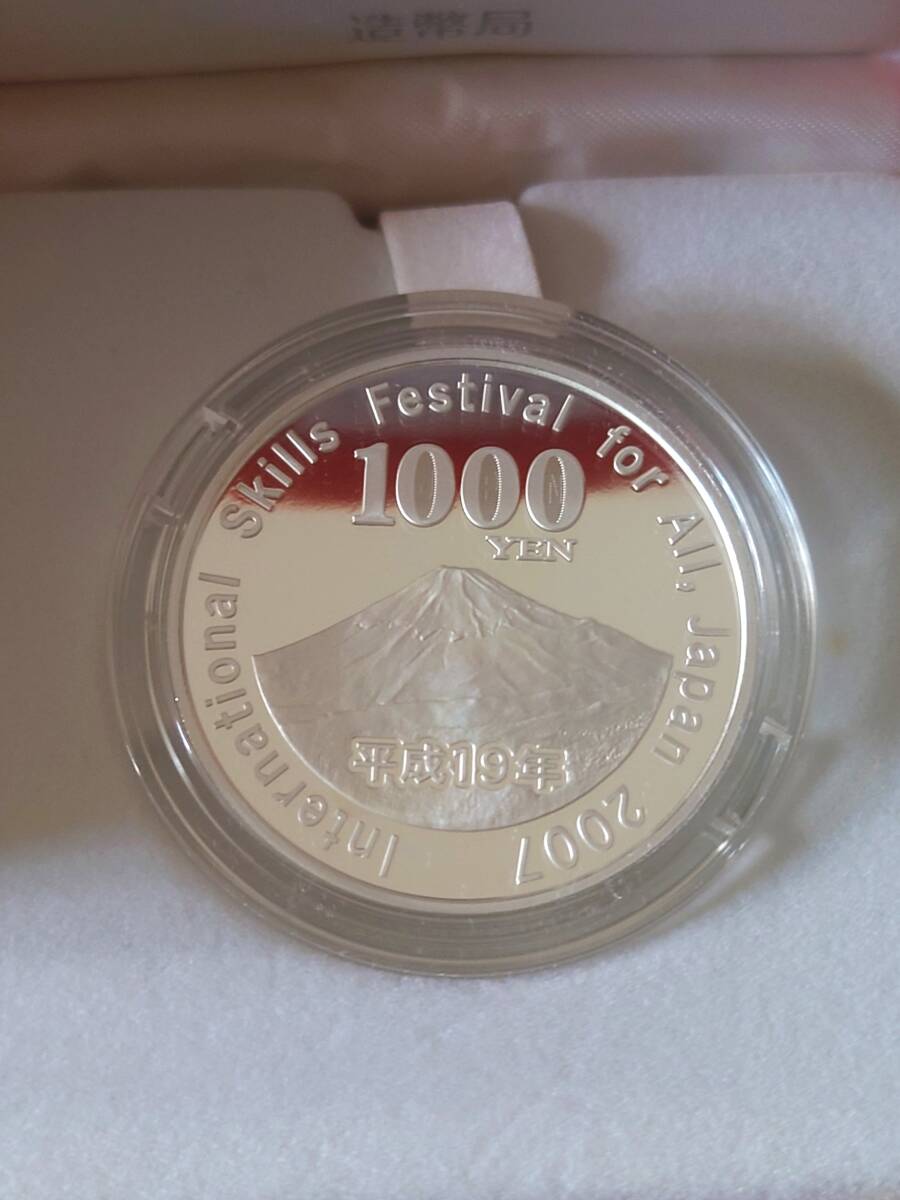 造幣局
International Skills Festival for All, Japan 2007
1000
YEN
平成19年